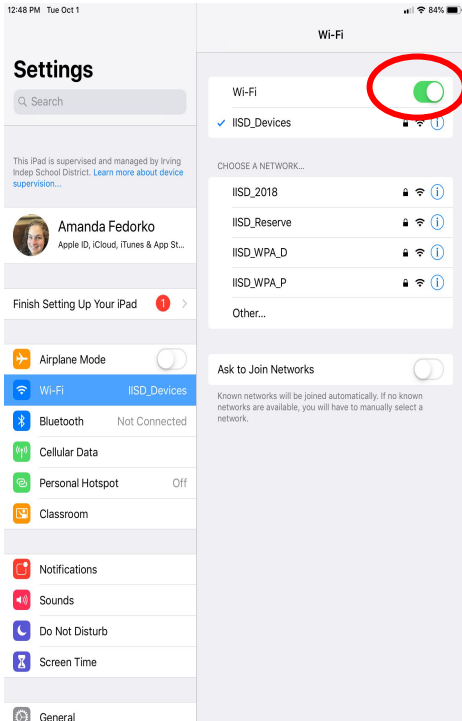 12:48 PM Tue Oct 1
84%
Settings
Search
This iPad is supervised and managed by Irving
Indep School District. Learn more about device
supervision...
Amanda Fedorko
Apple ID, iCloud, iTunes & App St...
Finish Setting Up Your iPad 1
Airplane Mode
Wi-Fi IISD_Devices
Bluetooth Not Connected
Cellular Data
Personal Hotspot Off
Classroom
Notifications
Sounds
Do Not Disturb
Screen Time
General
Wi-Fi
Wi-Fi
IISD_Devices
CHOOSE A NETWORK...
IISD_2018
IISD_Reserve
IISD_WPA_D
IISD_WPA_P
Other...
Ask to Join Networks
Known networks will be joined automatically. If no known
networks are available, you will have to manually select a
network.